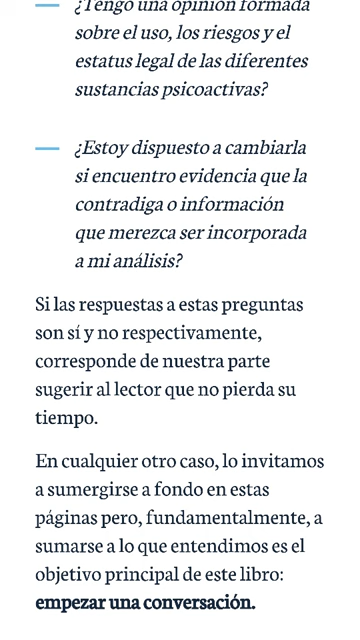 — ¿Tengo una opinión formada
sobre el uso, los riesgos y el
estatus legal de las diferentes
sustancias psicoactivas?
— ¿Estoy dispuesto a cambiarla
si encuentro evidencia que la
contradiga o información
que merezca ser incorporada
a mi análisis?
Si las respuestas a estas preguntas
son sí y no respectivamente,
corresponde de nuestra parte
sugerir al lector que no pierda su
tiempo.
En cualquier otro caso, lo invitamos
a sumergirse a fondo en estas
páginas pero, fundamentalmente, a
sumarse a lo que entendimos es el
objetivo principal de este libro:
empezar una conversación.